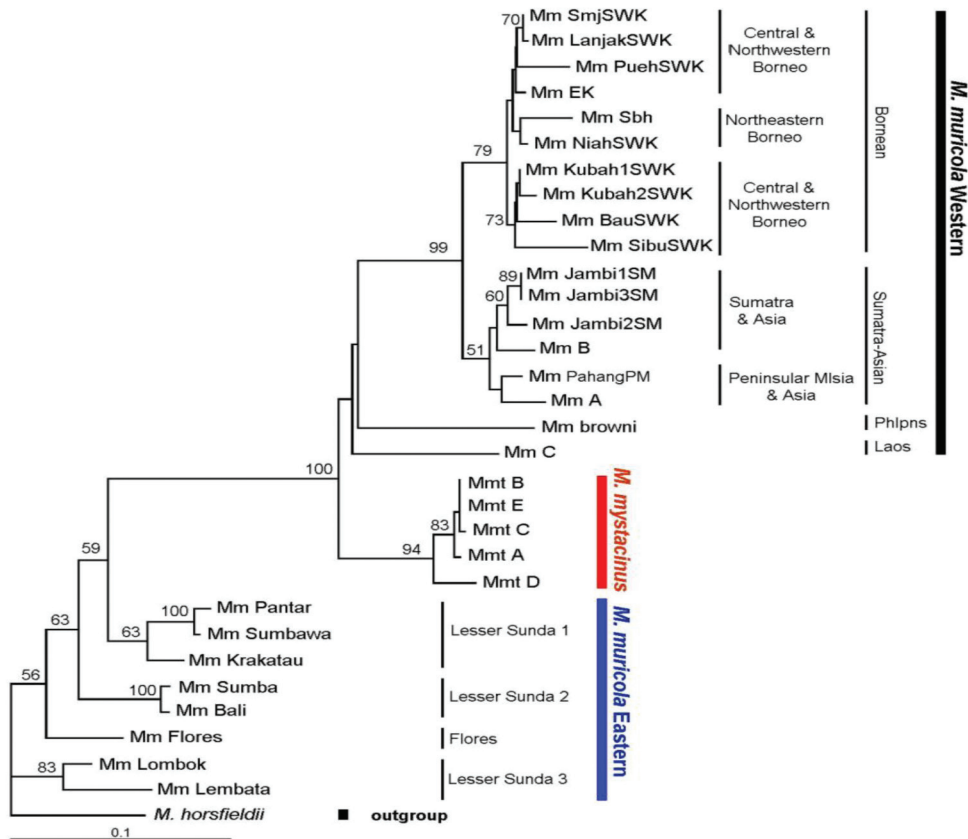 70
Mm SmjSWK
Mm LanjakSWK
Mm PuehSWK
Mm EK
Central &
Northwestern
Borneo
Mm Sbh
Mm NiahSWK
Northeastern
Borneo
79
Mm Kubah1SWK
Mm Kubah2SWK
Mm BauSWK
73
Mm SibuSWK
Central &
Northwestern
Borneo
Bornean
99
89
Mm Jambi1SM
Mm Jambi3SM
60
Mm Jambi2SM
Mm B
Sumatra
& Asia
51
Mm PahangPM
Mm A
Peninsular Mlsia
& Asia
Sumatra-Asian
Mm browni
Phlpns
Mm C
Laos
M. muricola Western
100
Mmt B
Mmt E
83
Mmt C
94
Mmt A
Mmt D
M. mystacinus
59
100
Mm Pantar
Mm Sumbawa
63
63
Mm Krakatau
Lesser Sunda 1
56
100
Mm Sumba
Mm Bali
Lesser Sunda 2
Mm Flores
Flores
83
Mm Lombok
Mm Lembata
Lesser Sunda 3
M. muricola Eastern
M. horsfieldii
outgroup
0.1